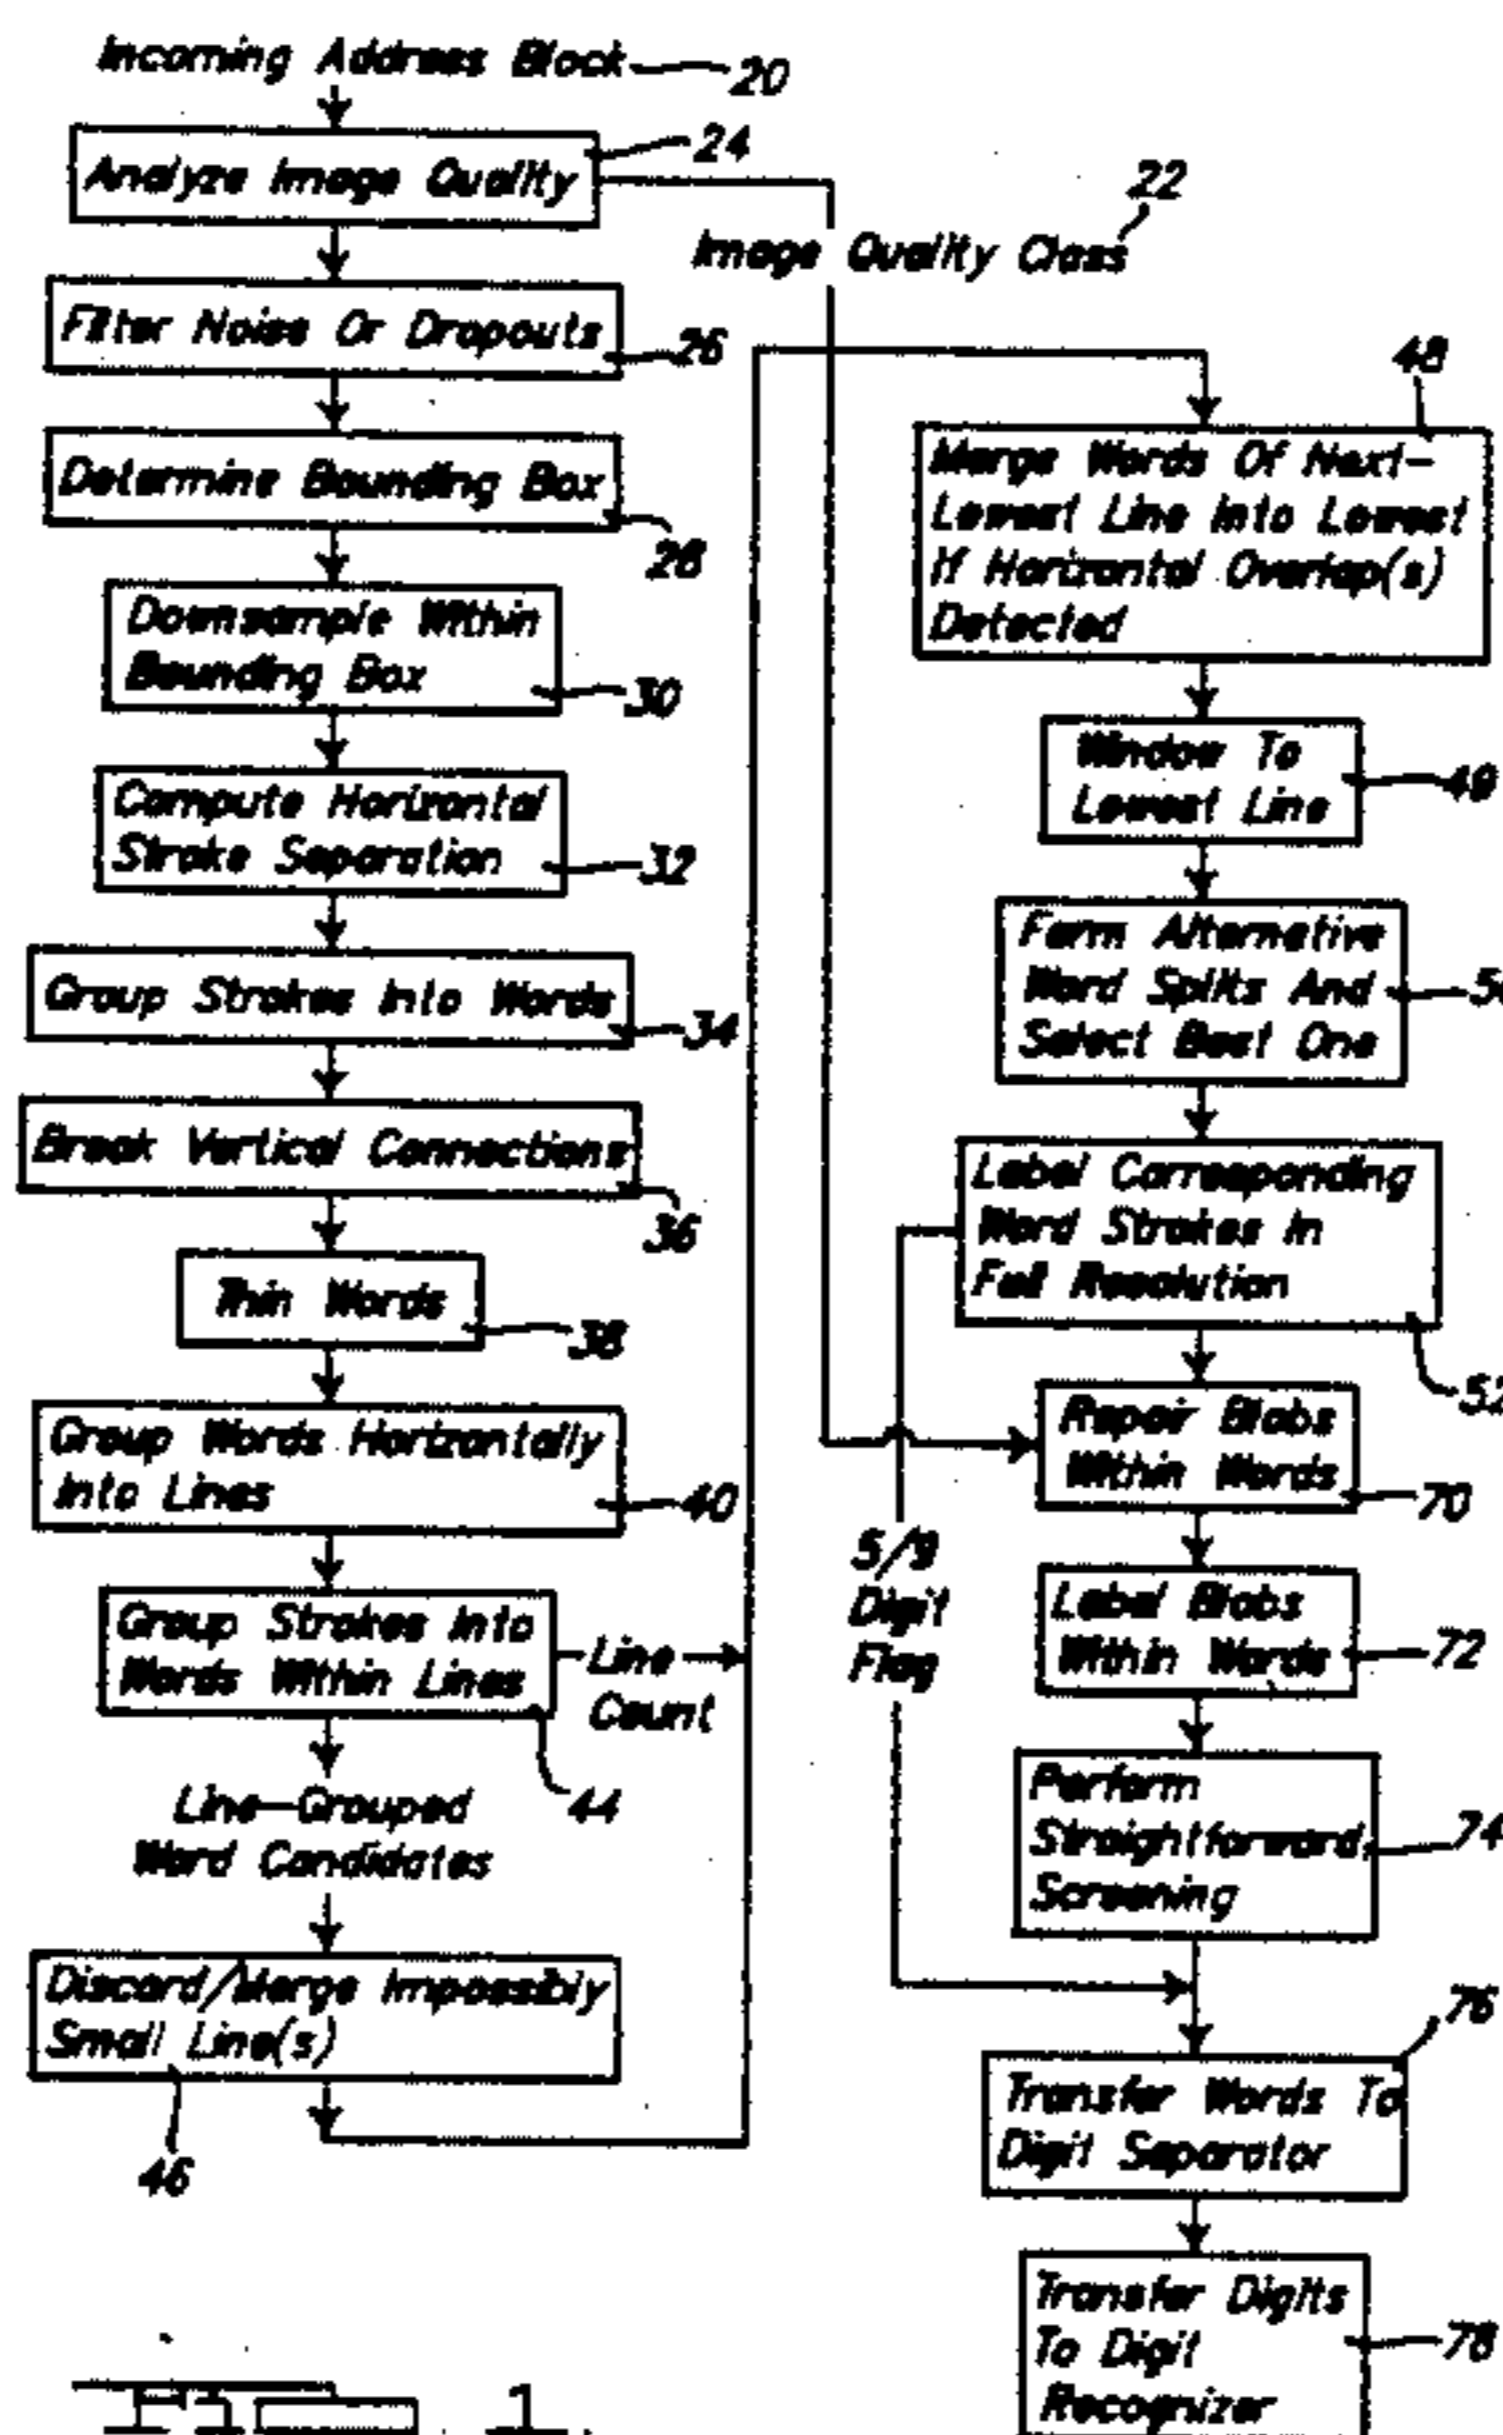 Incoming Address Block 20
Analyze Image Quality 24
Image Quality Class 22
Filter Noise Or Dropouts 26
Determine Bounding Box 28
Downsample Within
Bounding Box 30
Compute Horizontal
Stroke Separation 32
Group Strokes Into Words 34
Break Vertical Connections 36
Thin Words 38
Group Words Horizontally
Into Lines 40
Group Strokes Into
Words Within Lines 44
Line
Count
Line-Grouped
Word Candidates
Discard/Merge Impossibly
Small Line(s) 46
48
Merge Words Of Next-
Lowest Line Into Lowest
If Horizontal Overlap(s)
Detected
Window To
Lowest Line 49
Form Alternative
Word Splits And
Select Best One
Label Corresponding
Word Strokes In
Full Resolution 52
Repair Blobs
Within Words 70
5/9
Digit
Flag
Label Blobs
Within Words 72
Perform
Straightforward
Screening 74
76
Transfer Words To
Digit Separator
Transfer Digits
To Digit
Recognizer 78